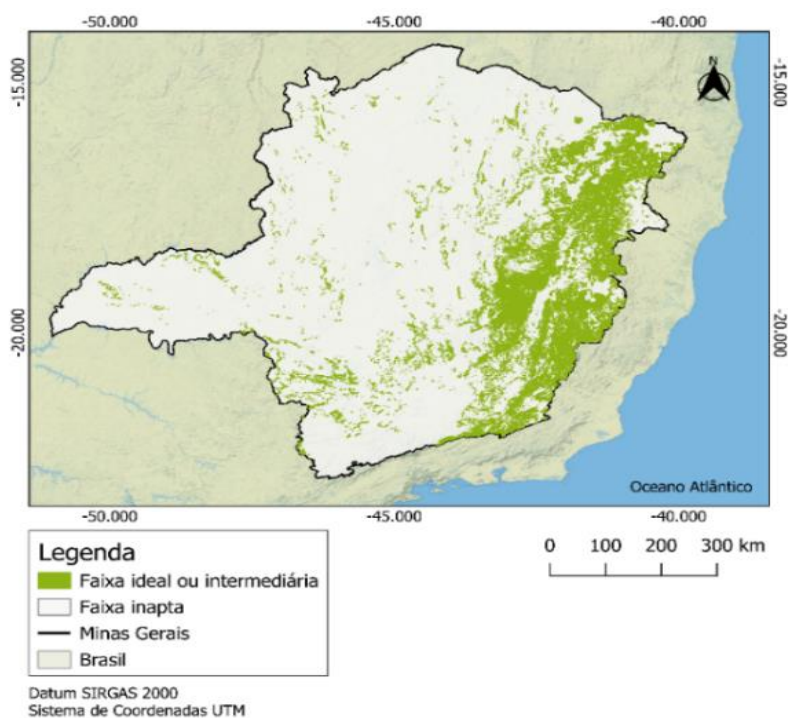 -50.000 -45.000 -40.000
-15.000 -15.000
N
-20.000 -20.000
Oceano Atlântico
-50.000 -45.000 -40.000
Legenda
Faixa ideal ou intermediária
Faixa inapta
Minas Gerais
Brasil
0 100 200 300 km
Datum SIRGAS 2000
Sistema de Coordenadas UTM